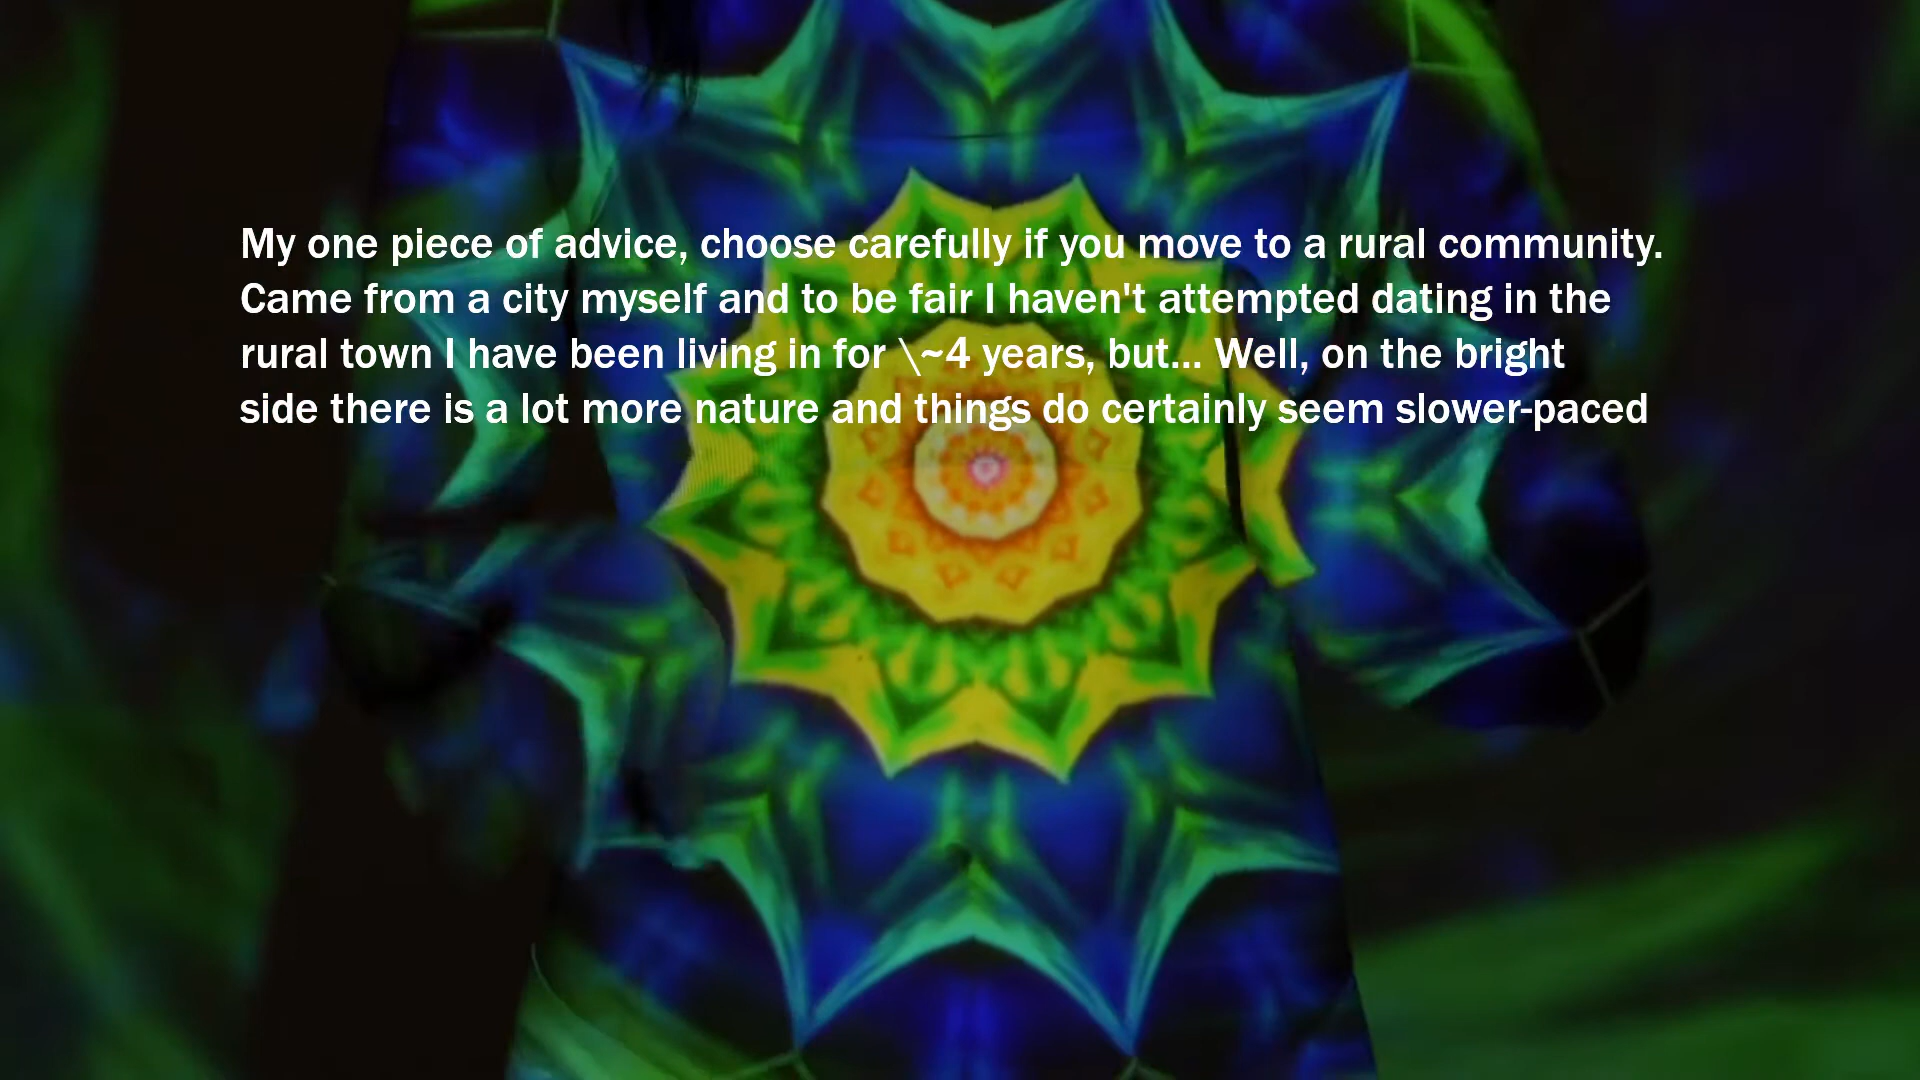 My one piece of advice, choose carefully if you move to a rural community.
Came from a city myself and to be fair I haven't attempted dating in the
rural town I have been living in for \~4 years, but... Well, on the bright
side there is a lot more nature and things do certainly seem slower-paced